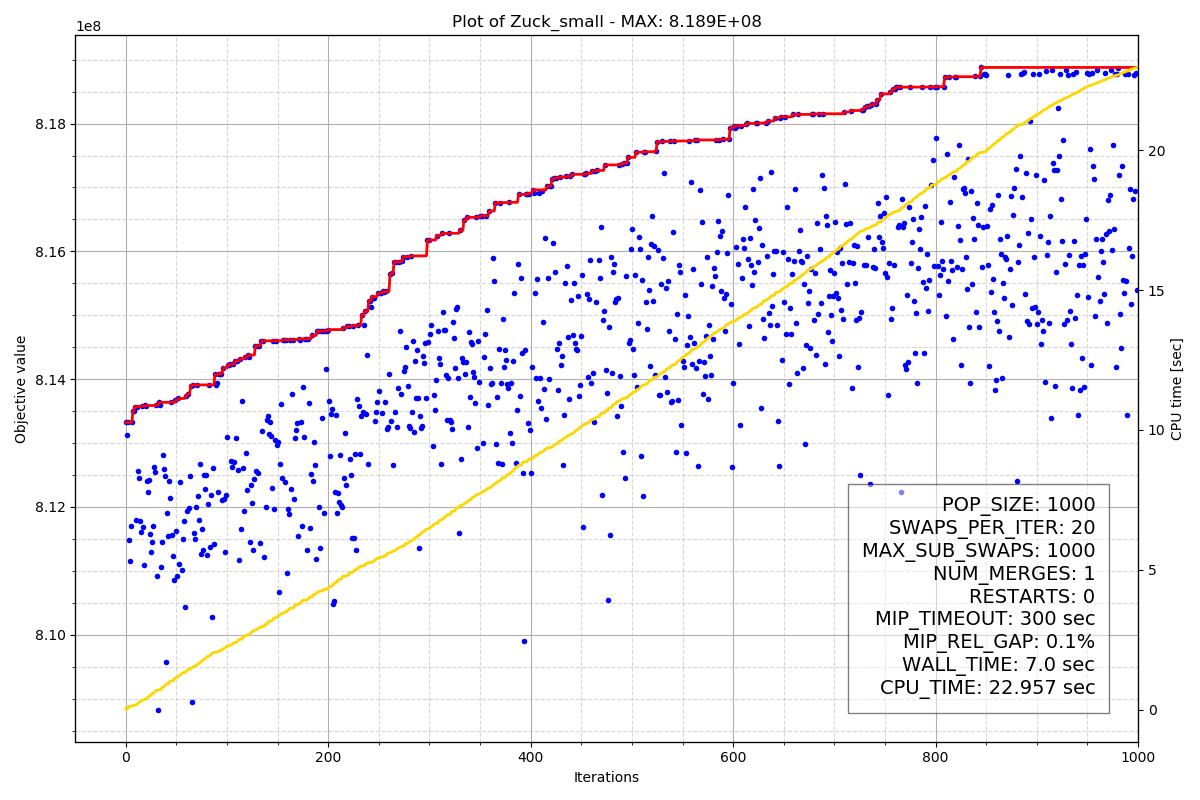 Plot of Zuck_small - MAX: 8.189E+08
1e8
8.18
8.16
8.14
8.12
8.10
Objective value
20
15
10
5
0
CPU time [sec]
POP_SIZE: 1000
SWAPS_PER_ITER: 20
MAX_SUB_SWAPS: 1000
NUM_MERGES: 1
RESTARTS: 0
MIP_TIMEOUT: 300 sec
MIP_REL_GAP: 0.1%
WALL_TIME: 7.0 sec
CPU_TIME: 22.957 sec
0 200 400 600 800 1000
Iterations